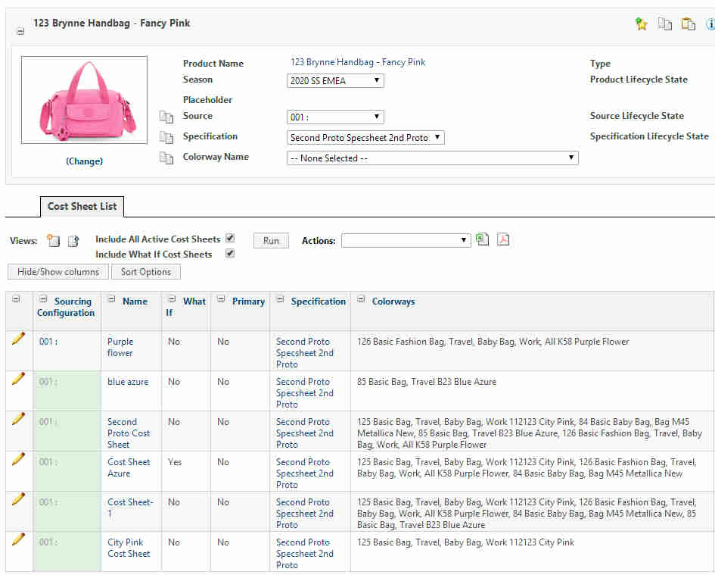 123 Brynne Handbag - Fancy Pink
Product Name 123 Brynne Handbag - Fancy Pink Type
Season 2020 SS EMEA Product Lifecycle State
Placeholder
Source 001 : Source Lifecycle State
Specification Second Proto Specsheet 2nd Proto Specification Lifecycle State
(Change) Colorway Name -- None Selected --
Cost Sheet List
Views: Include All Active Cost Sheets Run Actions:
Include What If Cost Sheets
Hide/Show columns Sort Options
Sourcing Name What Primary Specification Colorways
Configuration If
001 : Purple No No Second Proto 126 Basic Fashion Bag, Travel, Baby Bag, Work, All K58 Purple Flower
flower Specsheet 2nd
Proto
001 : blue azure No No Second Proto 85 Basic Bag, Travel B23 Blue Azure
Specsheet 2nd
Proto
001 : Second No No Second Proto 125 Basic Bag, Travel, Baby Bag, Work 112123 City Pink, 84 Basic Baby Bag, Bag M45
Proto Cost Specsheet 2nd Metallica New, 85 Basic Bag, Travel B23 Blue Azure, 126 Basic Fashion Bag, Travel, Baby
Sheet Proto Bag, Work, All K58 Purple Flower
001 : Cost Sheet Yes No Second Proto 125 Basic Bag, Travel, Baby Bag, Work 112123 City Pink, 126 Basic Fashion Bag, Travel,
Azure Specsheet 2nd Baby Bag, Work, All K58 Purple Flower, 84 Basic Baby Bag, Bag M45 Metallica New
Proto
001 : Cost Sheet- No No Second Proto 125 Basic Bag, Travel, Baby Bag, Work 112123 City Pink, 126 Basic Fashion Bag, Travel,
1 Specsheet 2nd Baby Bag, Work, All K58 Purple Flower, 84 Basic Baby Bag, Bag M45 Metallica New, 85
Proto Basic Bag, Travel B23 Blue Azure
001 : City Pink No No Second Proto 125 Basic Bag, Travel, Baby Bag, Work 112123 City Pink
Cost Sheet Specsheet 2nd
Proto